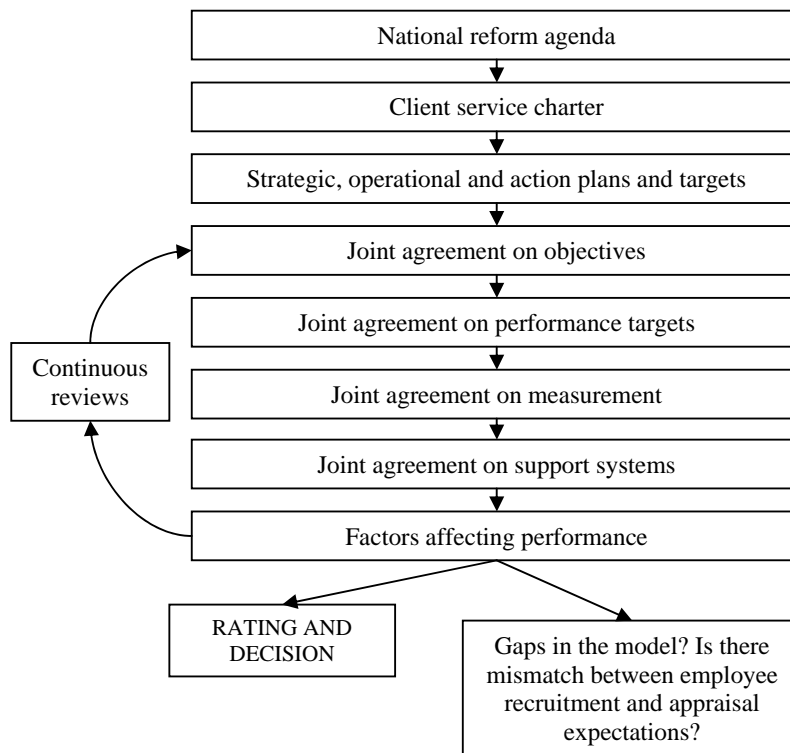 National reform agenda
Client service charter
Strategic, operational and action plans and targets
Joint agreement on objectives
Joint agreement on performance targets
Continuous
reviews
Joint agreement on measurement
Joint agreement on support systems
Factors affecting performance
RATING AND
DECISION
Gaps in the model? Is there
mismatch between employee
recruitment and appraisal
expectations?